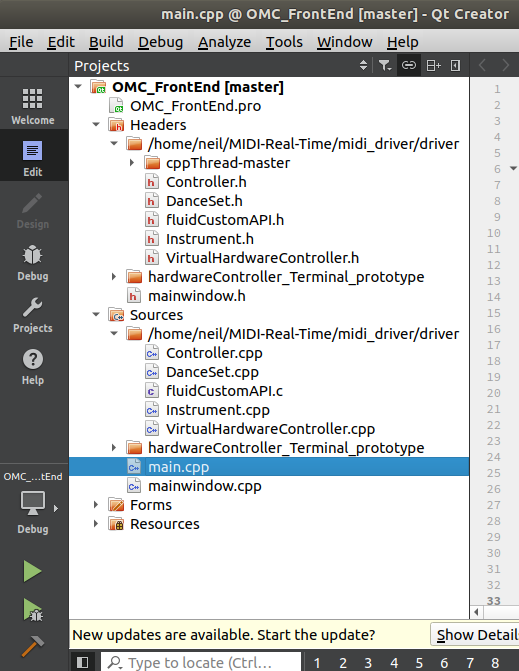 main.cpp @ OMC_FrontEnd [master] - Qt Creator
File Edit Build Debug Analyze Tools Window Help
Projects
Welcome
Edit
Design
Debug
Projects
Help
OMC_...tEnd
Debug
OMC_FrontEnd [master]
OMC_FrontEnd.pro
Headers
/home/neil/MIDI-Real-Time/midi_driver/driver
cppThread-master
Controller.h
DanceSet.h
fluidCustomAPI.h
Instrument.h
VirtualHardwareController.h
hardwareController_Terminal_prototype
mainwindow.h
Sources
/home/neil/MIDI-Real-Time/midi_driver/driver
Controller.cpp
DanceSet.cpp
fluidCustomAPI.c
Instrument.cpp
VirtualHardwareController.cpp
hardwareController_Terminal_prototype
main.cpp
mainwindow.cpp
Forms
Resources
1
2
3
4
5
6
7
8
9
10
11
12
13
14
15
16
17
18
19
20
21
22
23
24
25
26
27
28
29
30
31
32
33
New updates are available. Start the update? Show Detail
Type to locate (Ctrl... 1 2 3 4 5 6 7 8